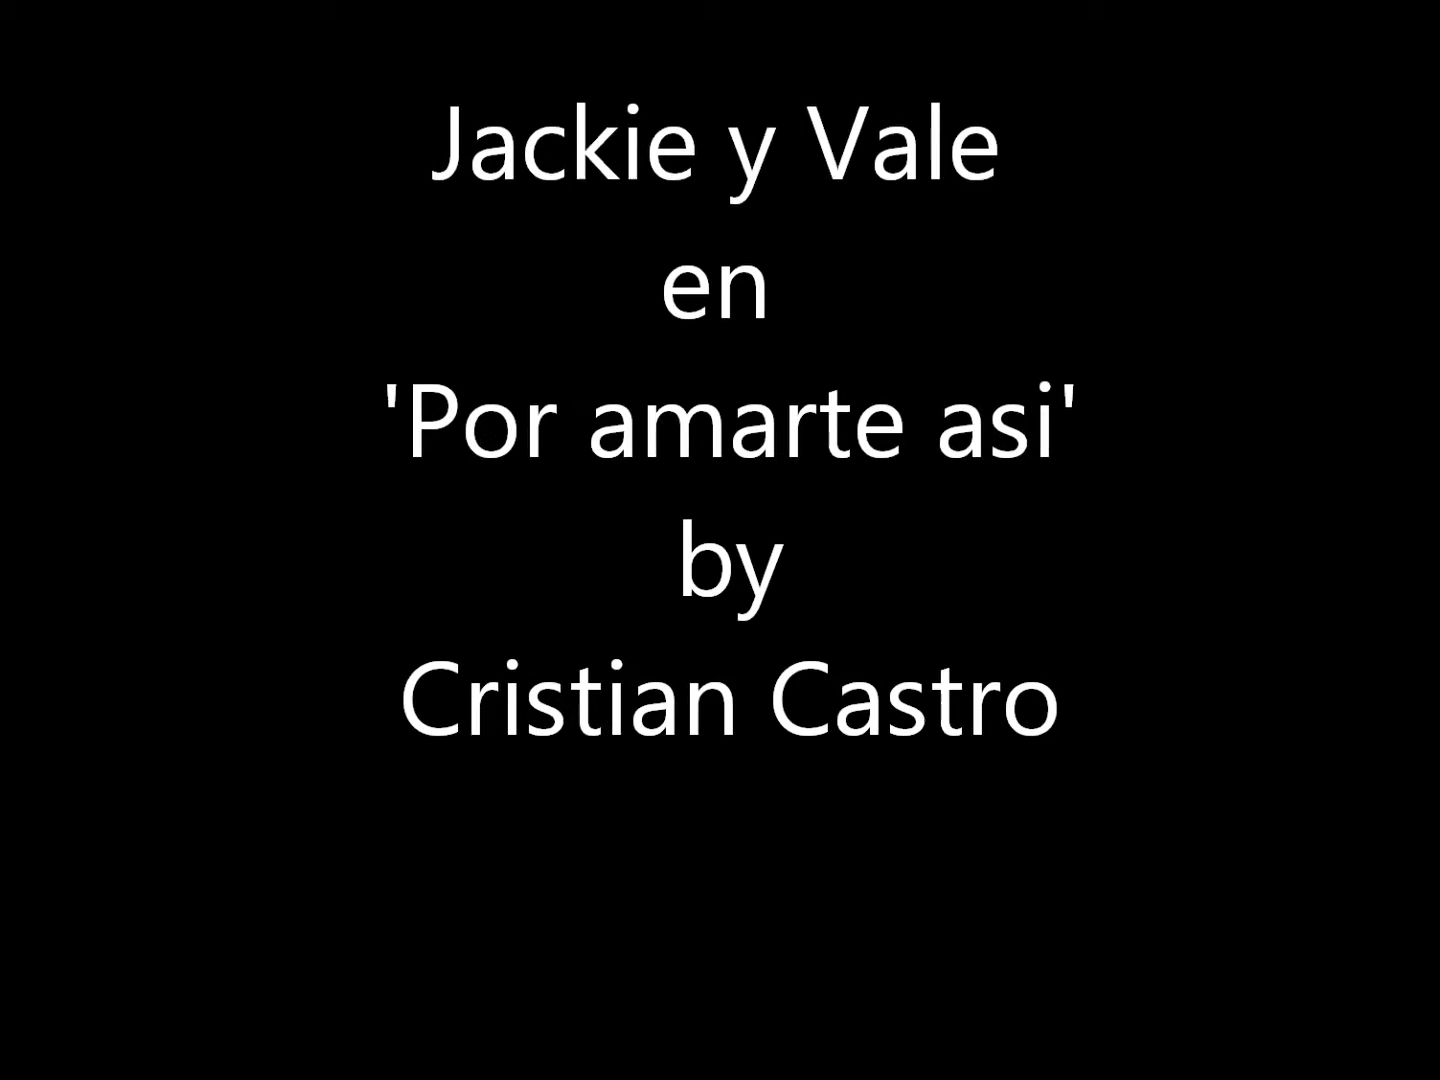 Jackie y Vale
en
'Por amarte asi'
by
Cristian Castro